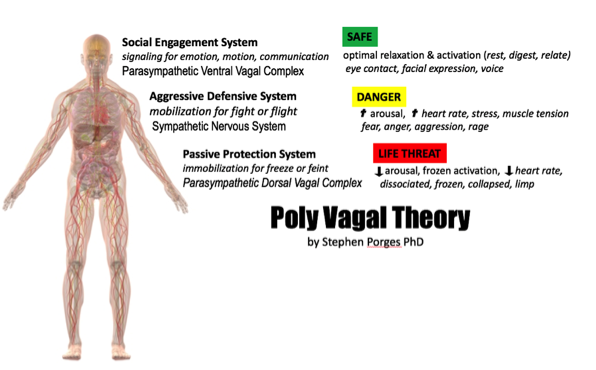 Social Engagement System
signaling for emotion, motion, communication
Parasympathetic Ventral Vagal Complex
SAFE
optimal relaxation & activation (rest, digest, relate)
eye contact, facial expression, voice
Aggressive Defensive System
mobilization for fight or flight
Sympathetic Nervous System
DANGER
⬆ arousal, ⬆ heart rate, stress, muscle tension
fear, anger, aggression, rage
Passive Protection System
immobilization for freeze or feint
Parasympathetic Dorsal Vagal Complex
LIFE THREAT
⬇ arousal, frozen activation, ⬇ heart rate,
dissociated, frozen, collapsed, limp
Poly Vagal Theory
by Stephen Porges PhD